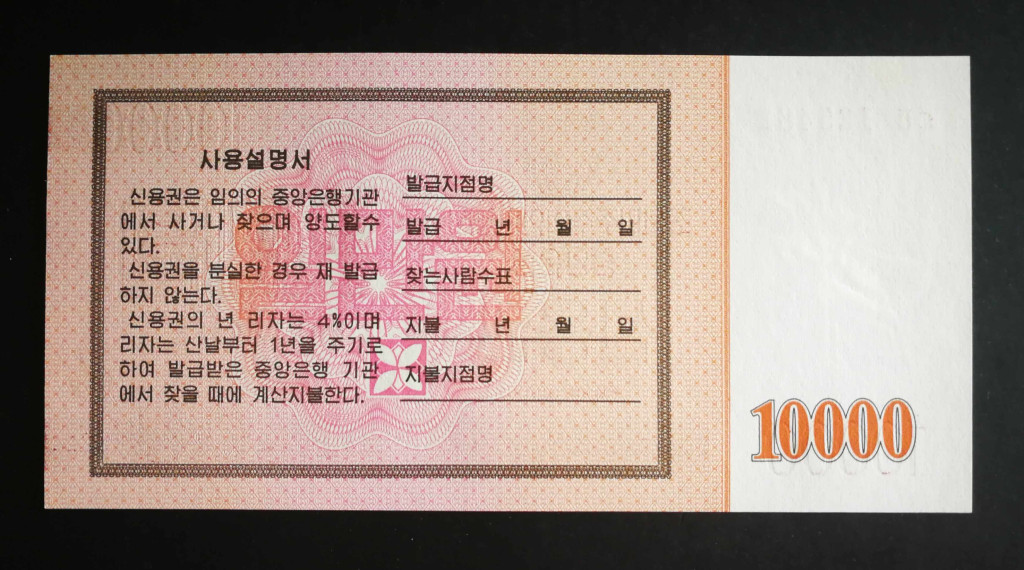 사용설명서
신용권은 임의의 중앙은행기관
에서 사거나 찾으며 양도할수
있다.
신용권을 분실한 경우 재 발급
하지 않는다.
신용권의 년 리자는 4%이며
리자는 산날부터 1년을 주기로
하여 발급받은 중앙은행 기관
에서 찾을 때에 계산지불한다.
발급지점명
발급 년 월 일
찾는사람수표
지불 년 월 일
지불지점명
만원
10000